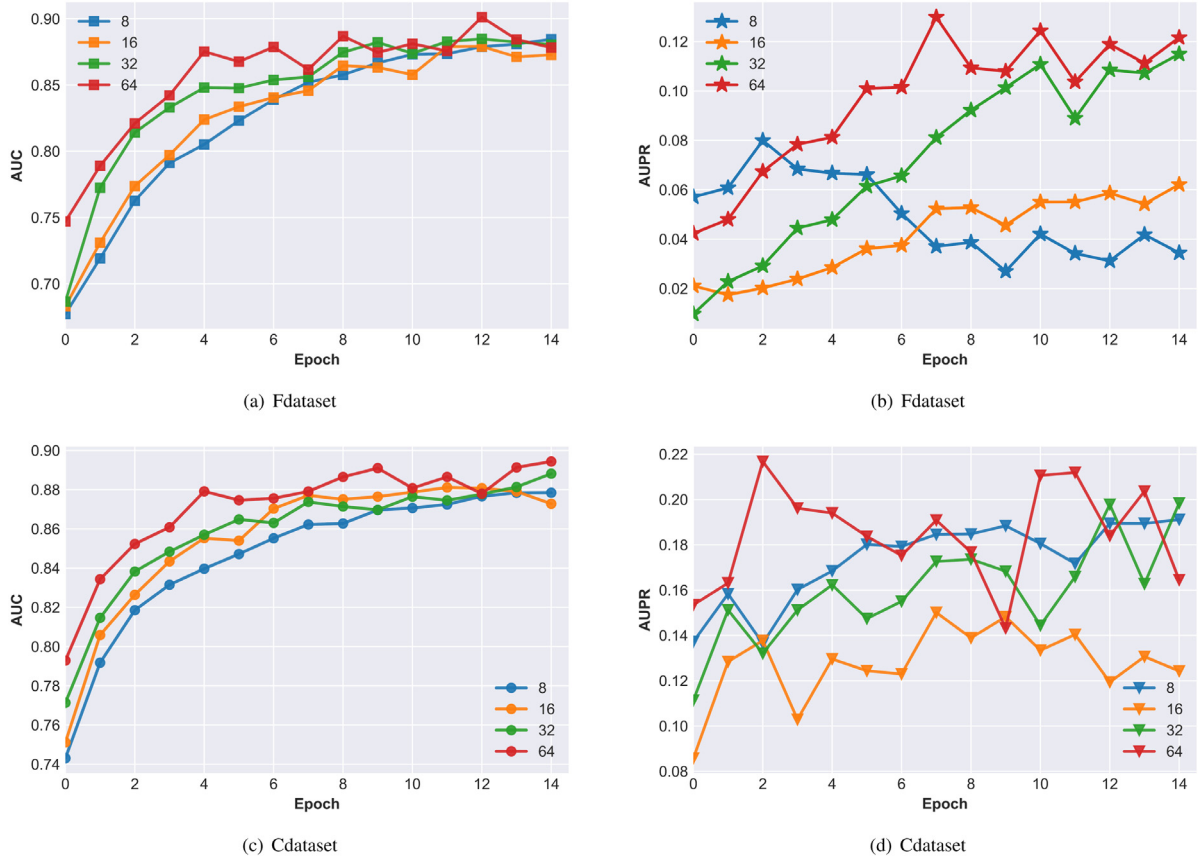 0.90
0.85
0.80
0.75
0.70
AUC
8
16
32
64
0 2 4 6 8 10 12 14
Epoch
(a) Fdataset
0.12
0.10
0.08
0.06
0.04
0.02
AUPR
8
16
32
64
0 2 4 6 8 10 12 14
Epoch
(b) Fdataset
0.90
0.88
0.86
0.84
0.82
0.80
0.78
0.76
0.74
AUC
8
16
32
64
0 2 4 6 8 10 12 14
Epoch
(c) Cdataset
0.22
0.20
0.18
0.16
0.14
0.12
0.10
0.08
AUPR
8
16
32
64
0 2 4 6 8 10 12 14
Epoch
(d) Cdataset